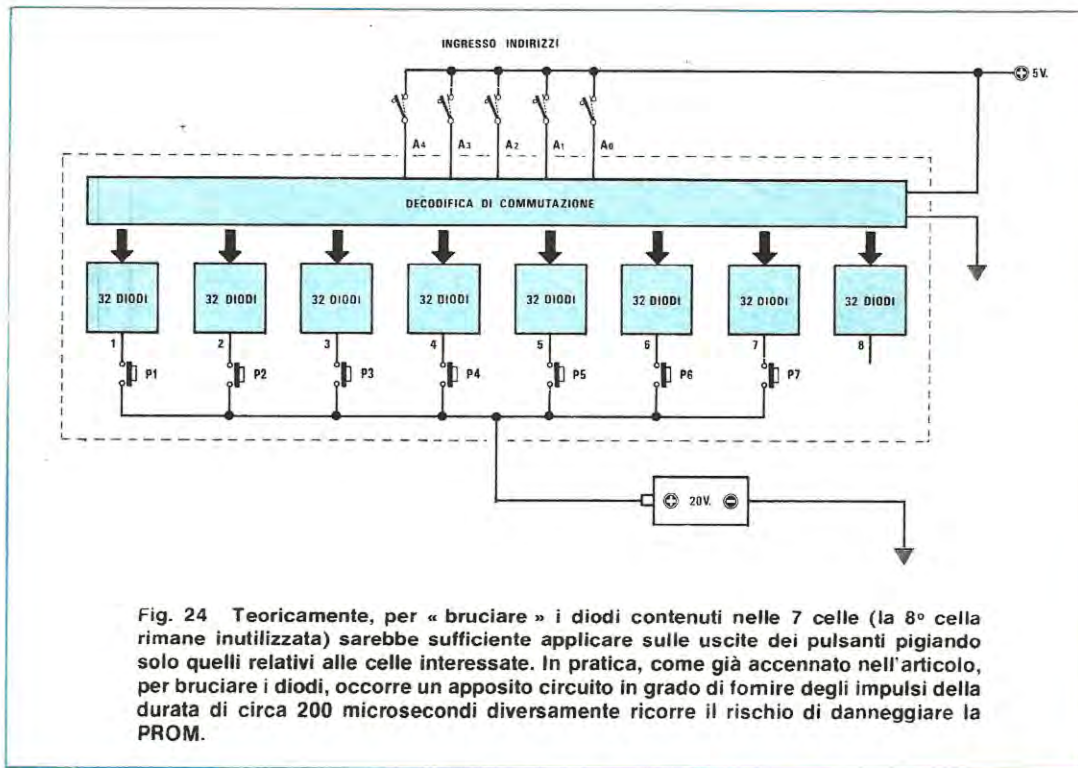 INGRESSO INDIRIZZI
5V.
A4 A3 A2 A1 A0
DECODIFICA DI COMMUTAZIONE
32 DIODI 32 DIODI 32 DIODI 32 DIODI 32 DIODI 32 DIODI 32 DIODI 32 DIODI
1 2 3 4 5 6 7 8
P1 P2 P3 P4 P5 P6 P7
+ 20V. -
Fig. 24 Teoricamente, per « bruciare » i diodi contenuti nelle 7 celle (la 8º cella
rimane inutilizzata) sarebbe sufficiente applicare sulle uscite dei pulsanti pigiando
solo quelli relativi alle celle interessate. In pratica, come già accennato nell'articolo,
per bruciare i diodi, occorre un apposito circuito in grado di fornire degli impulsi della
durata di circa 200 microsecondi diversamente ricorre il rischio di danneggiare la
PROM.